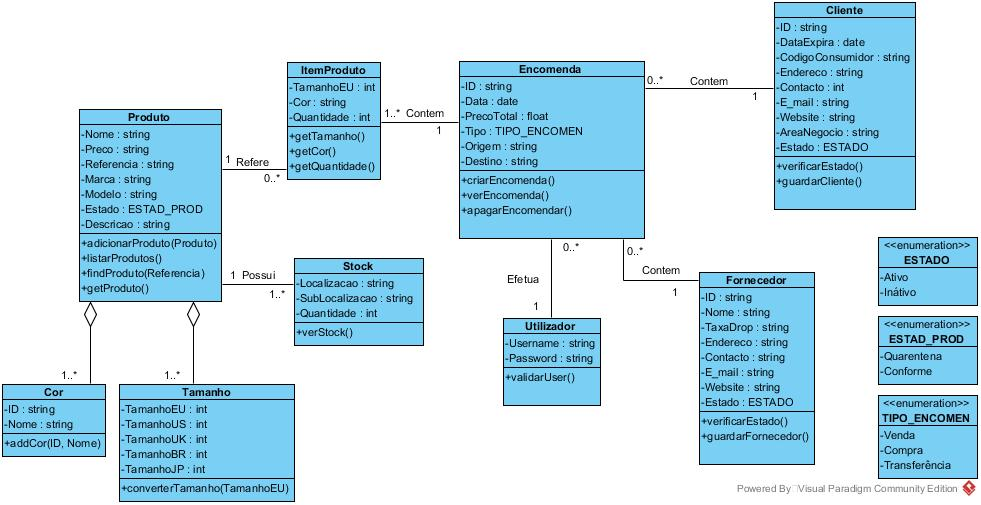 Cliente
-ID : string
-DataExpira : date
-CodigoConsumidor : string
-Endereco : string
-Contacto : int
-E_mail : string
-Website : string
-AreaNegocio : string
-Estado : ESTADO
+verificarEstado()
+guardarCliente()
Encomenda
-ID : string
-Data : date
-PrecoTotal : float
-Tipo : TIPO_ENCOMEN
-Origem : string
-Destino : string
+criarEncomenda()
+verEncomenda()
+apagarEncomendar()
0..* Contem 1
ItemProduto
-TamanhoEU : int
-Cor : string
-Quantidade : int
+getTamanho()
+getCor()
+getQuantidade()
1..* Contem 1
Produto
-Nome : string
-Preco : string
-Referencia : string
-Marca : string
-Modelo : string
-Estado : ESTAD_PROD
-Descricao : string
+adicionarProduto(Produto)
+listarProdutos()
+findProduto(Referencia)
+getProduto()
1 Refere 0..*
1 Possui 1..*
Stock
-Localizacao : string
-SubLocalizacao : string
-Quantidade : int
+verStock()
0..*
Efetua
1
0..*
Contem
1
Utilizador
-Username : string
-Password : string
+validarUser()
Fornecedor
-ID : string
-Nome : string
-TaxaDrop : string
-Endereco : string
-Contacto : string
-E_mail : string
-Website : string
-Estado : ESTADO
+verificarEstado()
+guardarFornecedor()
<<enumeration>>
ESTADO
-Ativo
-Inátivo
<<enumeration>>
ESTAD_PROD
-Quarentena
-Conforme
<<enumeration>>
TIPO_ENCOMEN
-Venda
-Compra
-Transferência
1..*
1..*
Cor
-ID : string
-Nome : string
+addCor(ID, Nome)
Tamanho
-TamanhoEU : int
-TamanhoUS : int
-TamanhoUK : int
-TamanhoBR : int
-TamanhoJP : int
+converterTamanho(TamanhoEU)
Powered By Visual Paradigm Community Edition